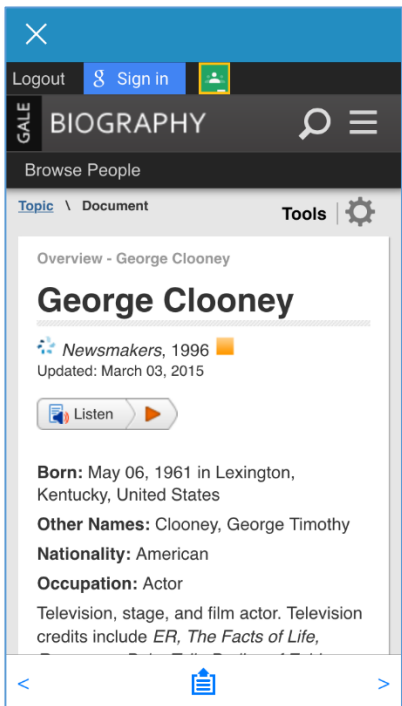 Logout
g Sign in
GALE BIOGRAPHY
Browse People
Topic \ Document
Tools
Overview - George Clooney
George Clooney
Newsmakers, 1996
Updated: March 03, 2015
Listen
Born: May 06, 1961 in Lexington,
Kentucky, United States
Other Names: Clooney, George Timothy
Nationality: American
Occupation: Actor
Television, stage, and film actor. Television
credits include ER, The Facts of Life,
< >